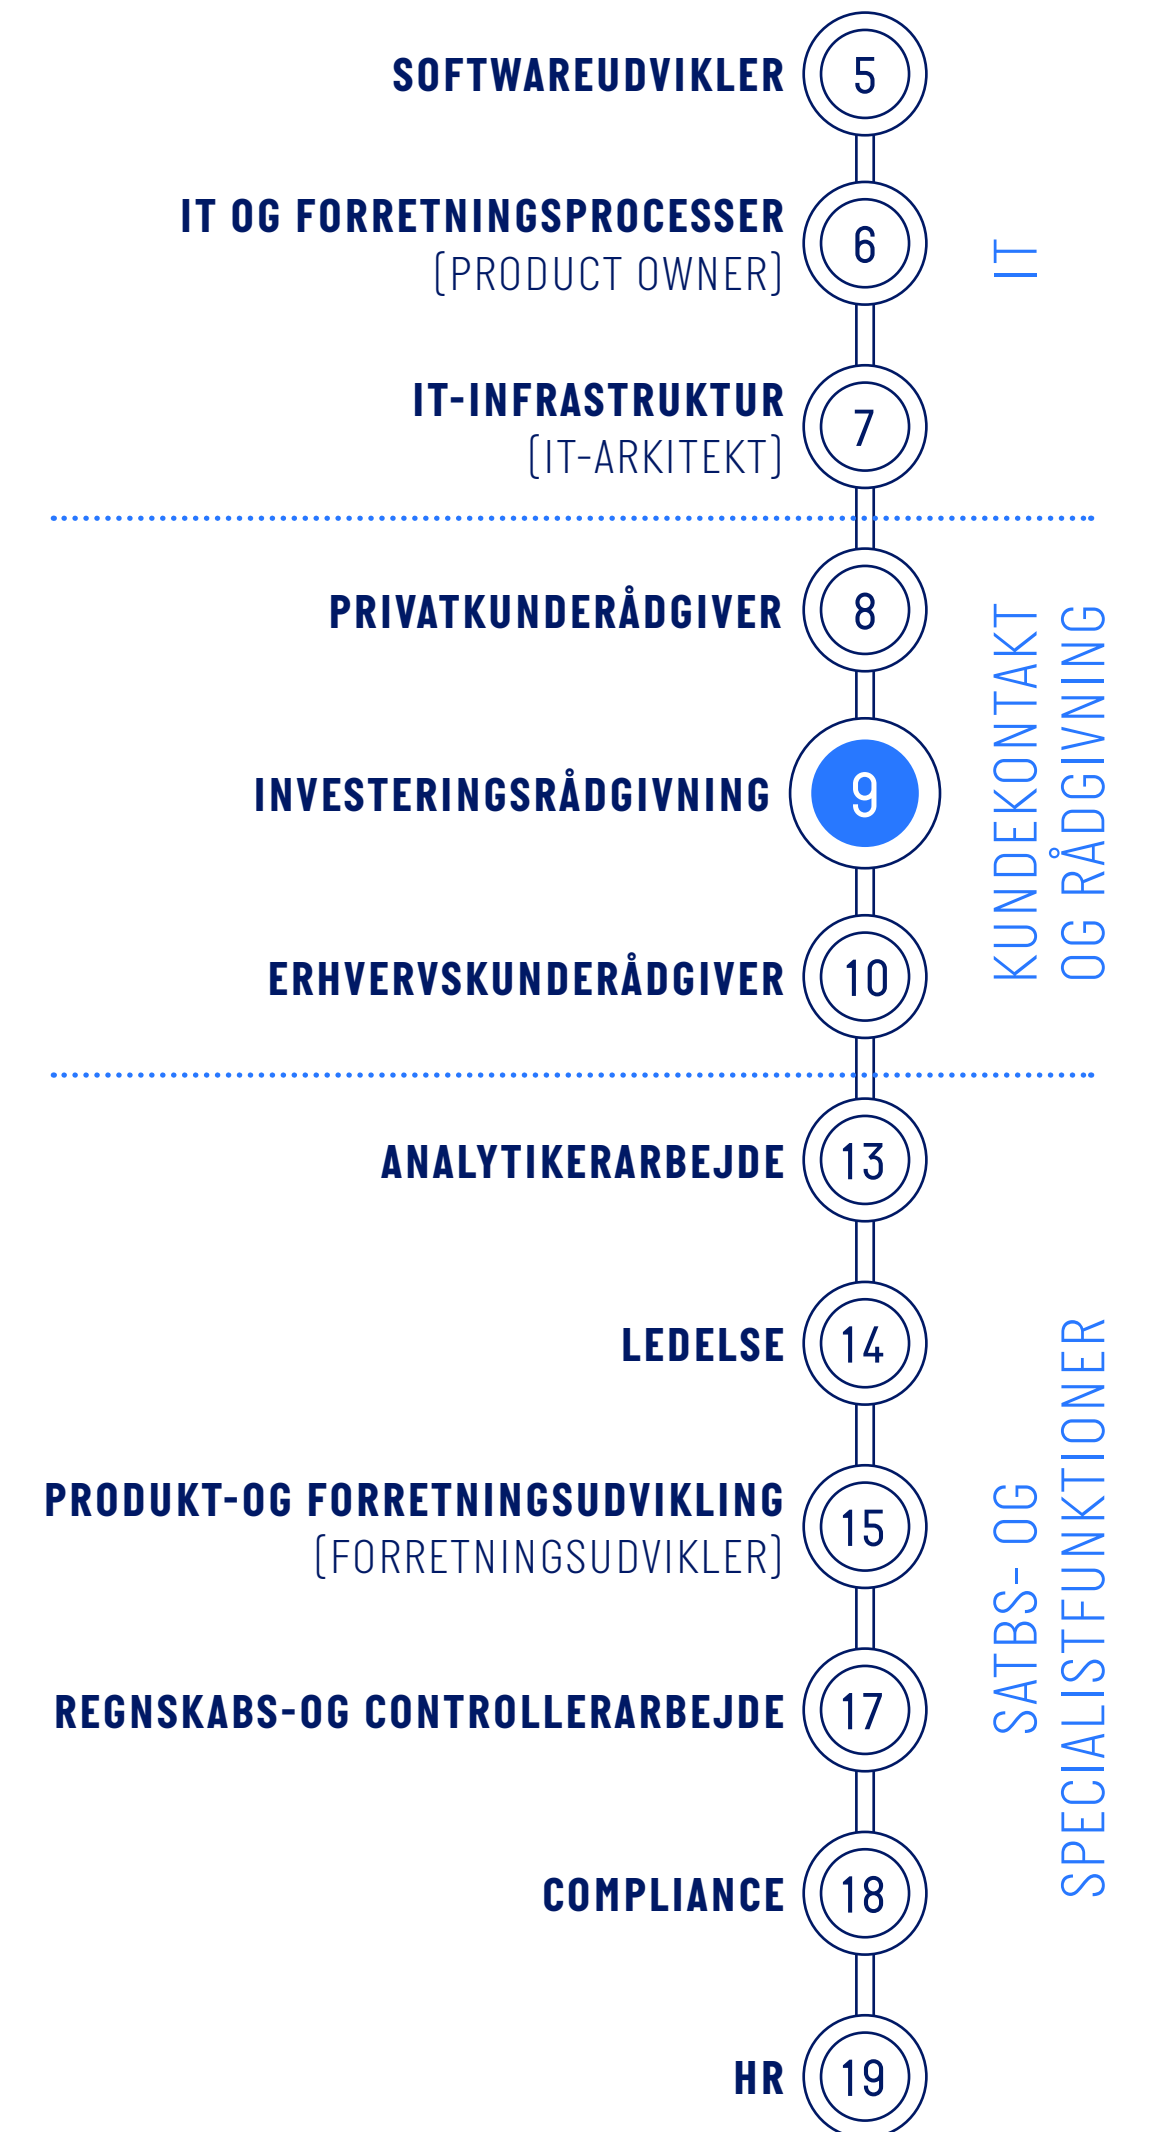 SOFTWAREUDVIKLER 5
IT OG FORRETNINGSPROCESSER
(PRODUCT OWNER) 6
IT-INFRASTRUKTUR
(IT-ARKITEKT) 7
IT
PRIVATKUNDERÅDGIVER 8
INVESTERINGSRÅDGIVNING 9
ERHVERVSKUNDERÅDGIVER 10
KUNDEKONTAKT
OG RÅDGIVNING
ANALYTIKERARBEJDE 13
LEDELSE 14
PRODUKT-OG FORRETNINGSUDVIKLING
(FORRETNINGSUDVIKLER) 15
REGNSKABS-OG CONTROLLERARBEJDE 17
COMPLIANCE 18
HR 19
SATBS- OG
SPECIALISTFUNKTIONER